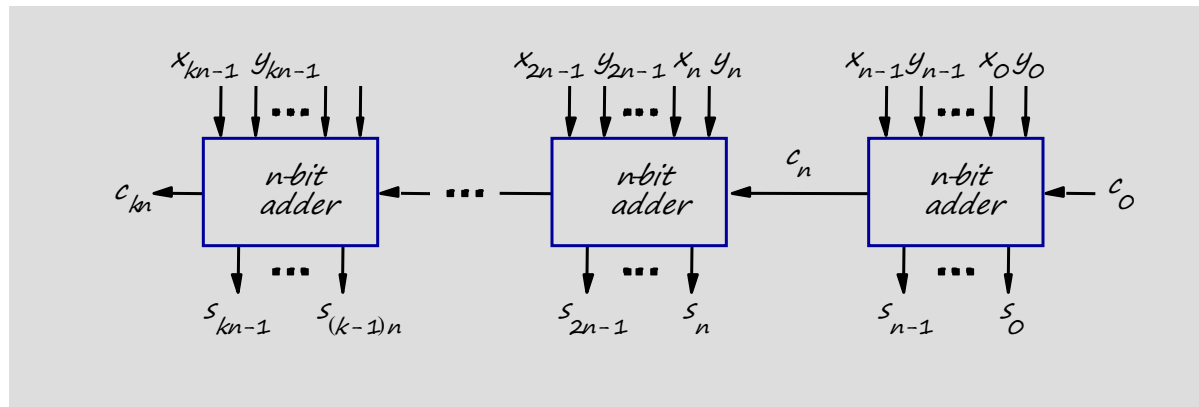 x_{kn-1} y_{kn-1} x_{2n-1} y_{2n-1} x_n y_n x_{n-1} y_{n-1} x_0 y_0
c_{kn} n-bit adder n-bit adder c_n n-bit adder c_0
s_{kn-1} s_{(k-1)n} s_{2n-1} s_n s_{n-1} s_0